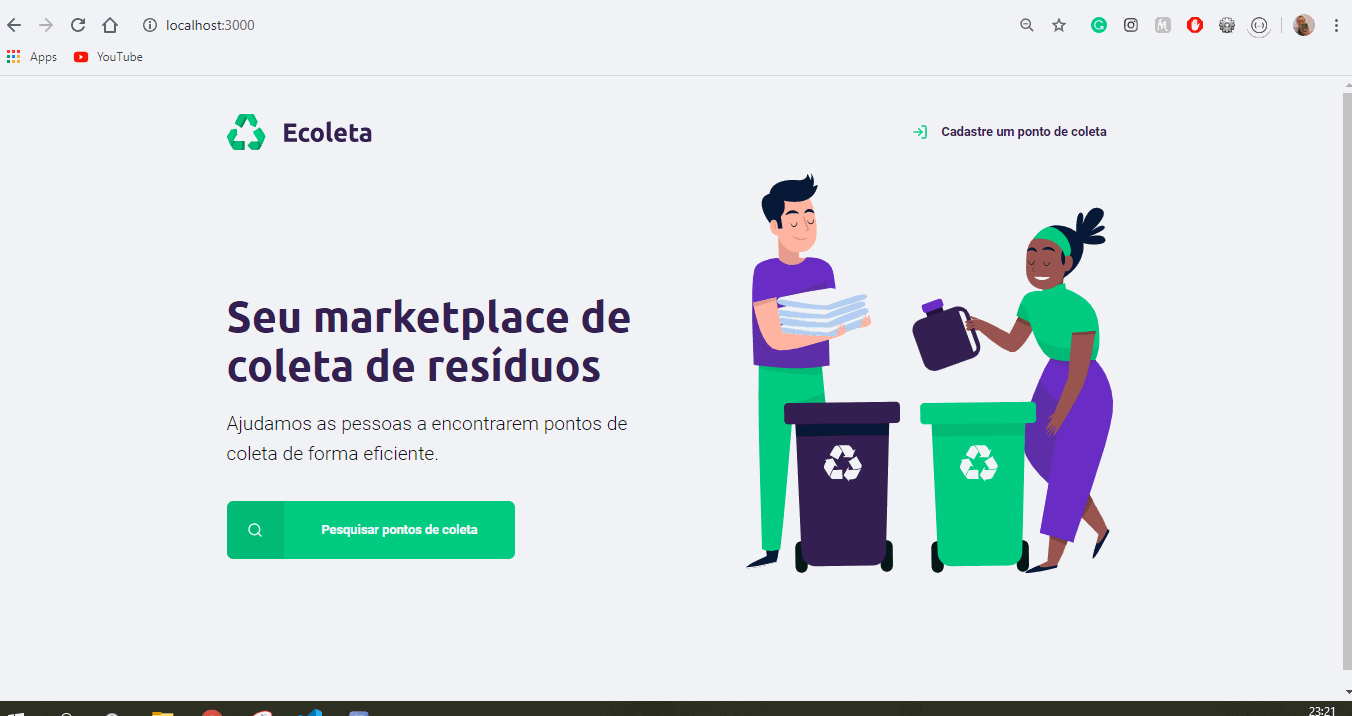 localhost:3000
Apps
YouTube
Ecoleta
Cadastre um ponto de coleta
Seu marketplace de
coleta de resíduos
Ajudamos as pessoas a encontrarem pontos de
coleta de forma eficiente.
Pesquisar pontos de coleta
23:21